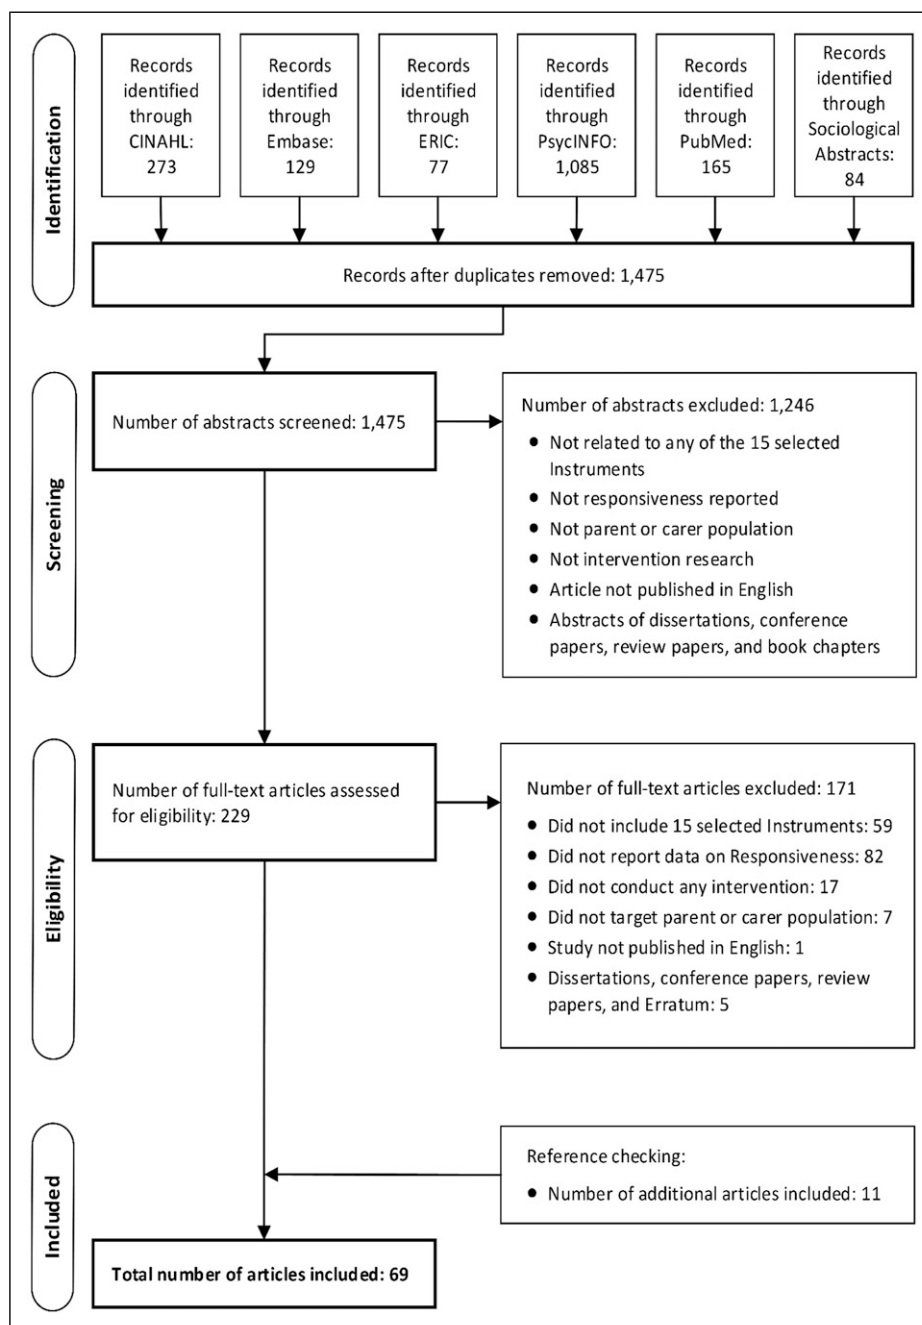 Identification
Records
identified
through
CINAHL:
273
Records
identified
through
Embase:
129
Records
identified
through
ERIC:
77
Records
identified
through
PsycINFO:
1,085
Records
identified
through
PubMed:
165
Records
identified
through
Sociological
Abstracts:
84
Records after duplicates removed: 1,475
Screening
Number of abstracts screened: 1,475
Number of abstracts excluded: 1,246
• Not related to any of the 15 selected
Instruments
• Not responsiveness reported
• Not parent or carer population
• Not intervention research
• Article not published in English
• Abstracts of dissertations, conference
papers, review papers, and book chapters
Eligibility
Number of full-text articles assessed
for eligibility: 229
Number of full-text articles excluded: 171
• Did not include 15 selected Instruments: 59
• Did not report data on Responsiveness: 82
• Did not conduct any intervention: 17
• Did not target parent or carer population: 7
• Study not published in English: 1
• Dissertations, conference papers, review
papers, and Erratum: 5
Included
Reference checking:
• Number of additional articles included: 11
Total number of articles included: 69